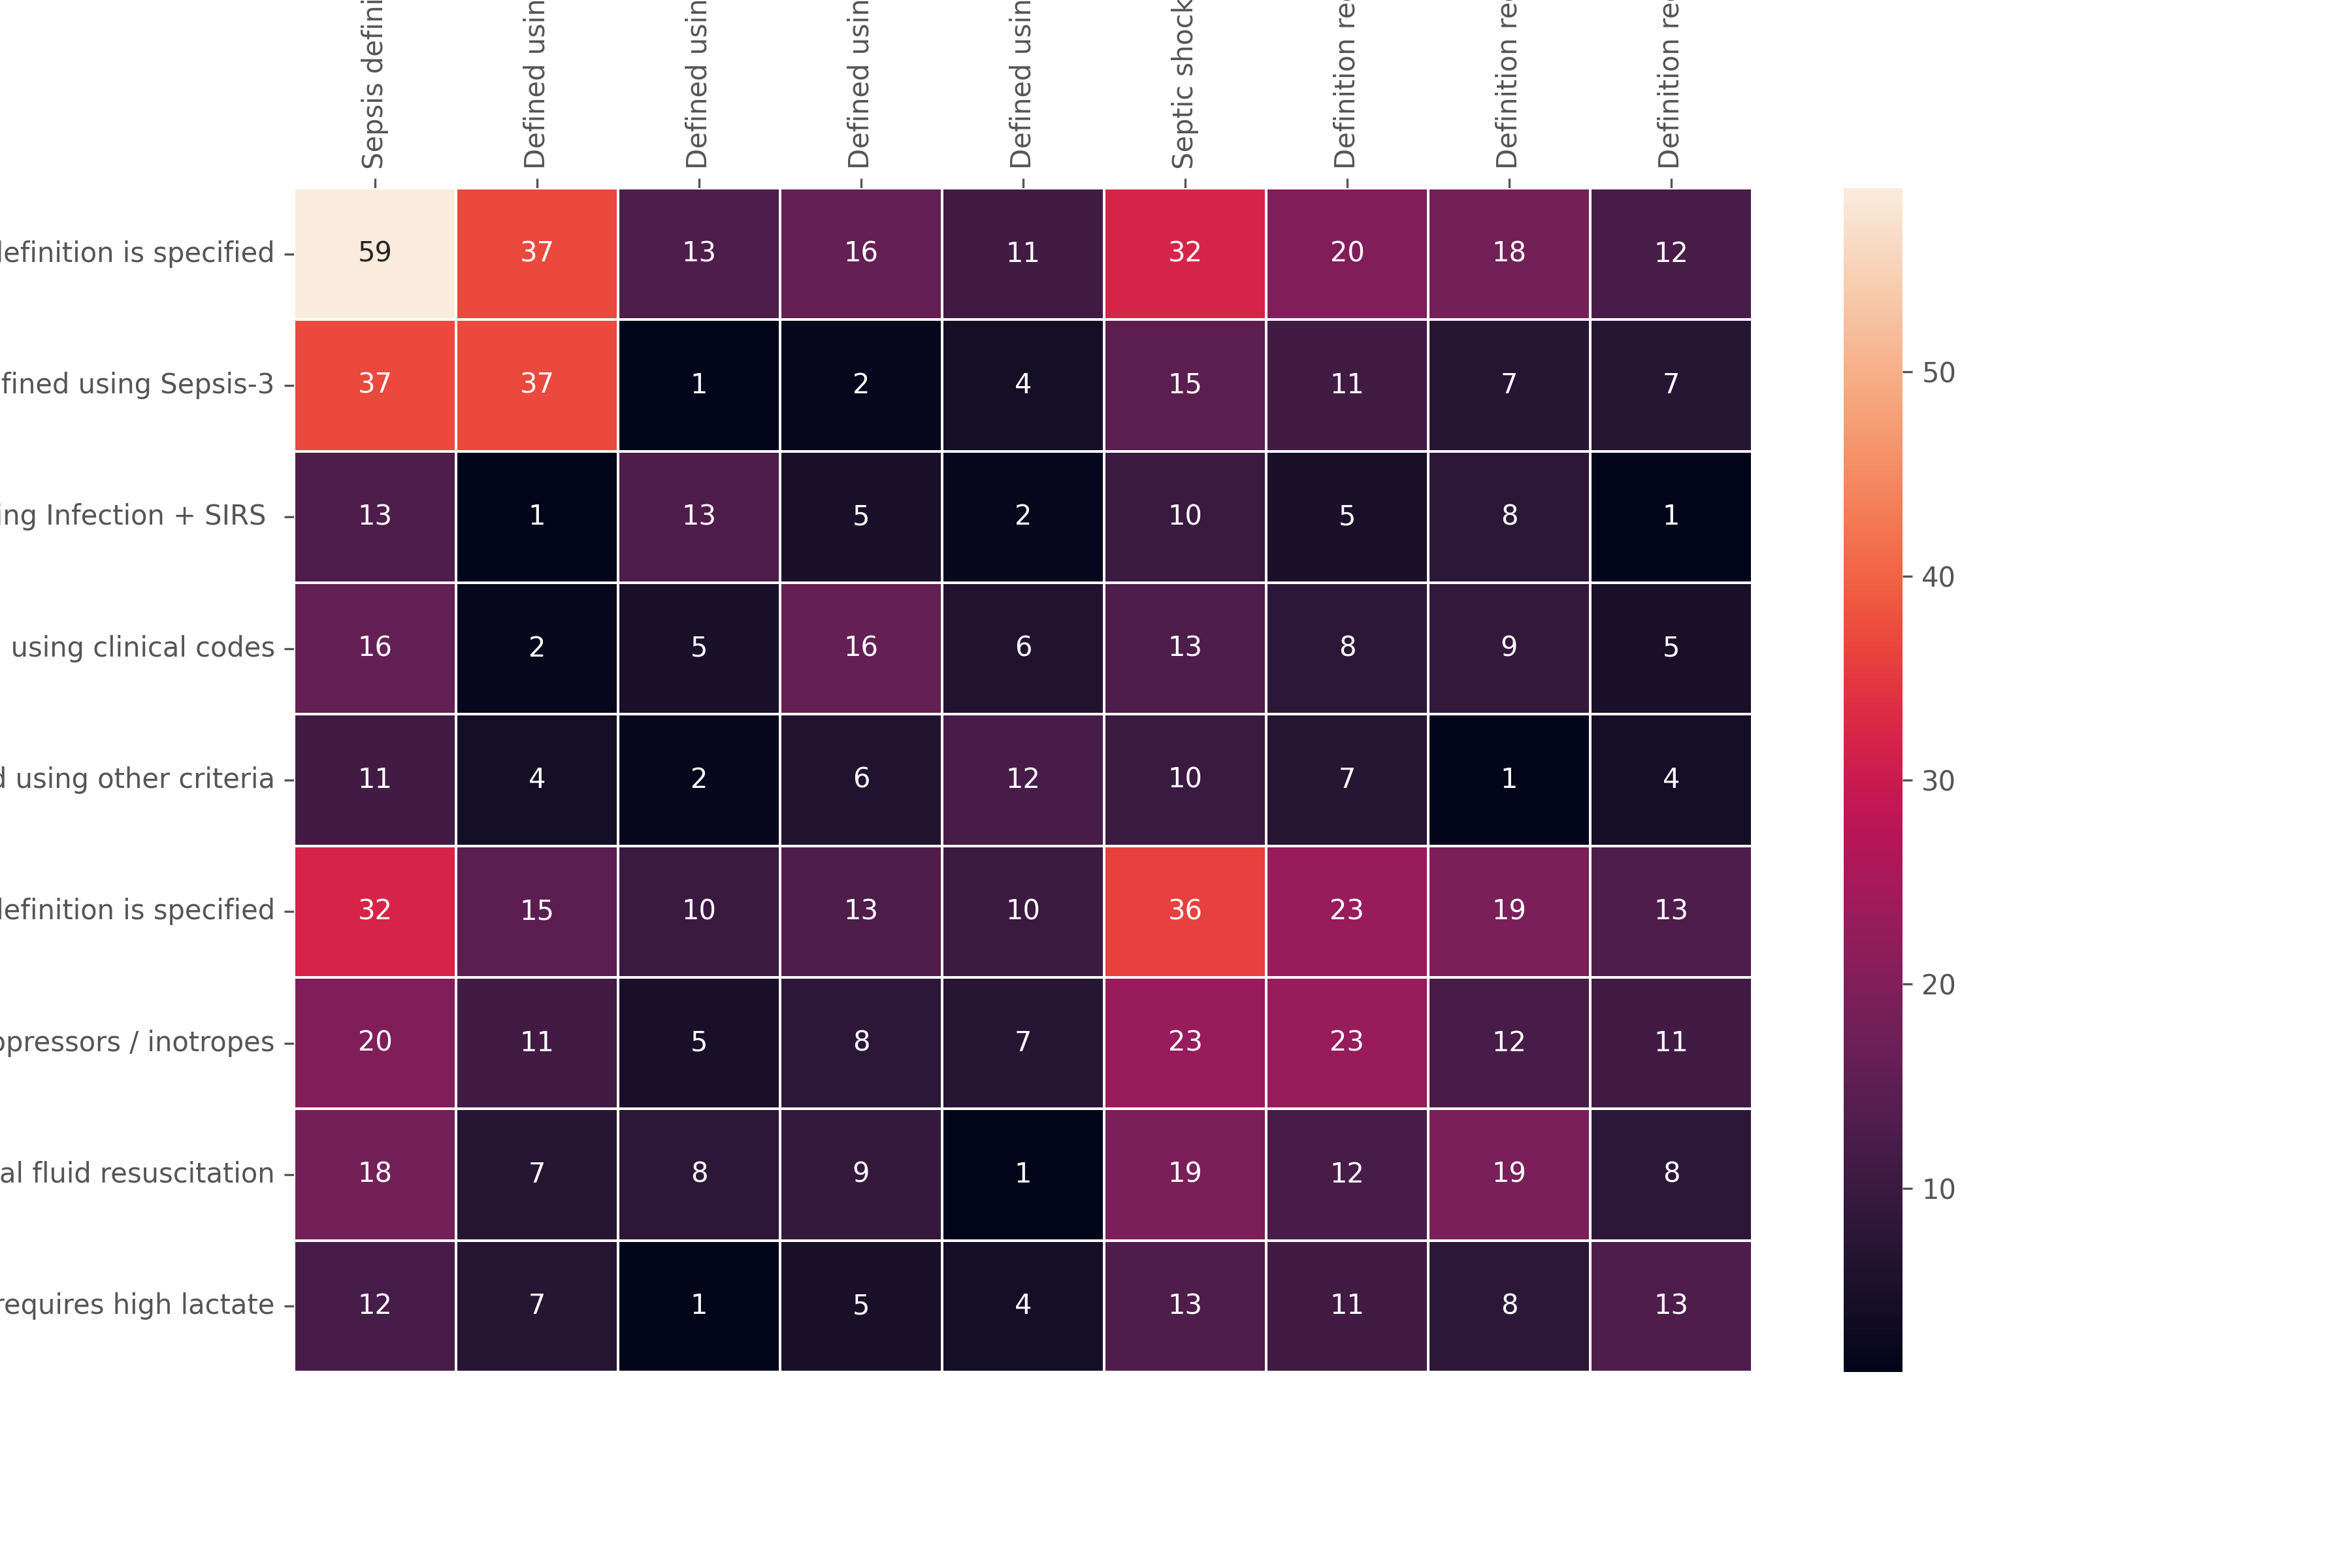 Sepsis defini
Defined usin
Defined usin
Defined usin
Defined usin
Septic shock
Definition re
Definition re
Definition re
definition is specified 59 37 13 16 11 32 20 18 12
fined using Sepsis-3 37 37 1 2 4 15 11 7 7
ing Infection + SIRS 13 1 13 5 2 10 5 8 1
using clinical codes 16 2 5 16 6 13 8 9 5
d using other criteria 11 4 2 6 12 10 7 1 4
definition is specified 32 15 10 13 10 36 23 19 13
ppressors / inotropes 20 11 5 8 7 23 23 12 11
al fluid resuscitation 18 7 8 9 1 19 12 19 8
requires high lactate 12 7 1 5 4 13 11 8 13
50
40
30
20
10